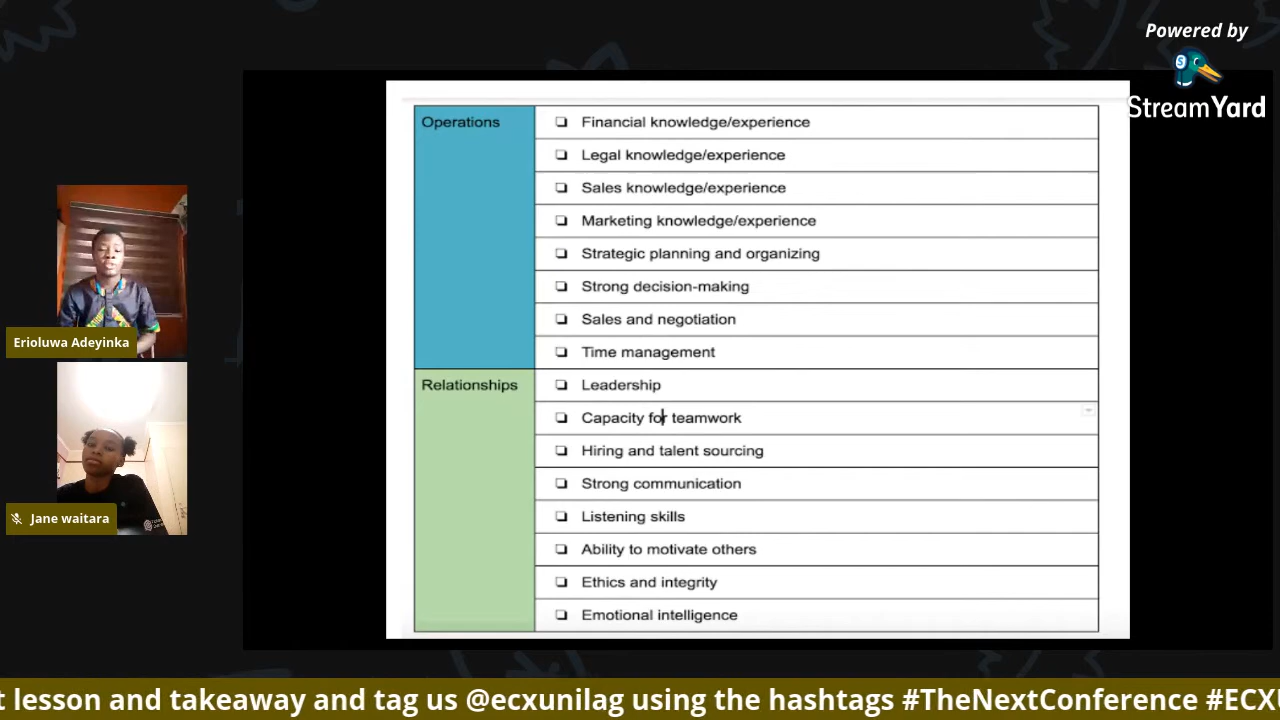 Powered by
StreamYard
Operations
Financial knowledge/experience
Legal knowledge/experience
Sales knowledge/experience
Marketing knowledge/experience
Strategic planning and organizing
Strong decision-making
Sales and negotiation
Time management
Relationships
Leadership
Capacity for teamwork
Hiring and talent sourcing
Strong communication
Listening skills
Ability to motivate others
Ethics and integrity
Emotional intelligence
Erioluwa Adeyinka
Jane waitara
t lesson and takeaway and tag us @ecxunilag using the hashtags #TheNextConference #ECX